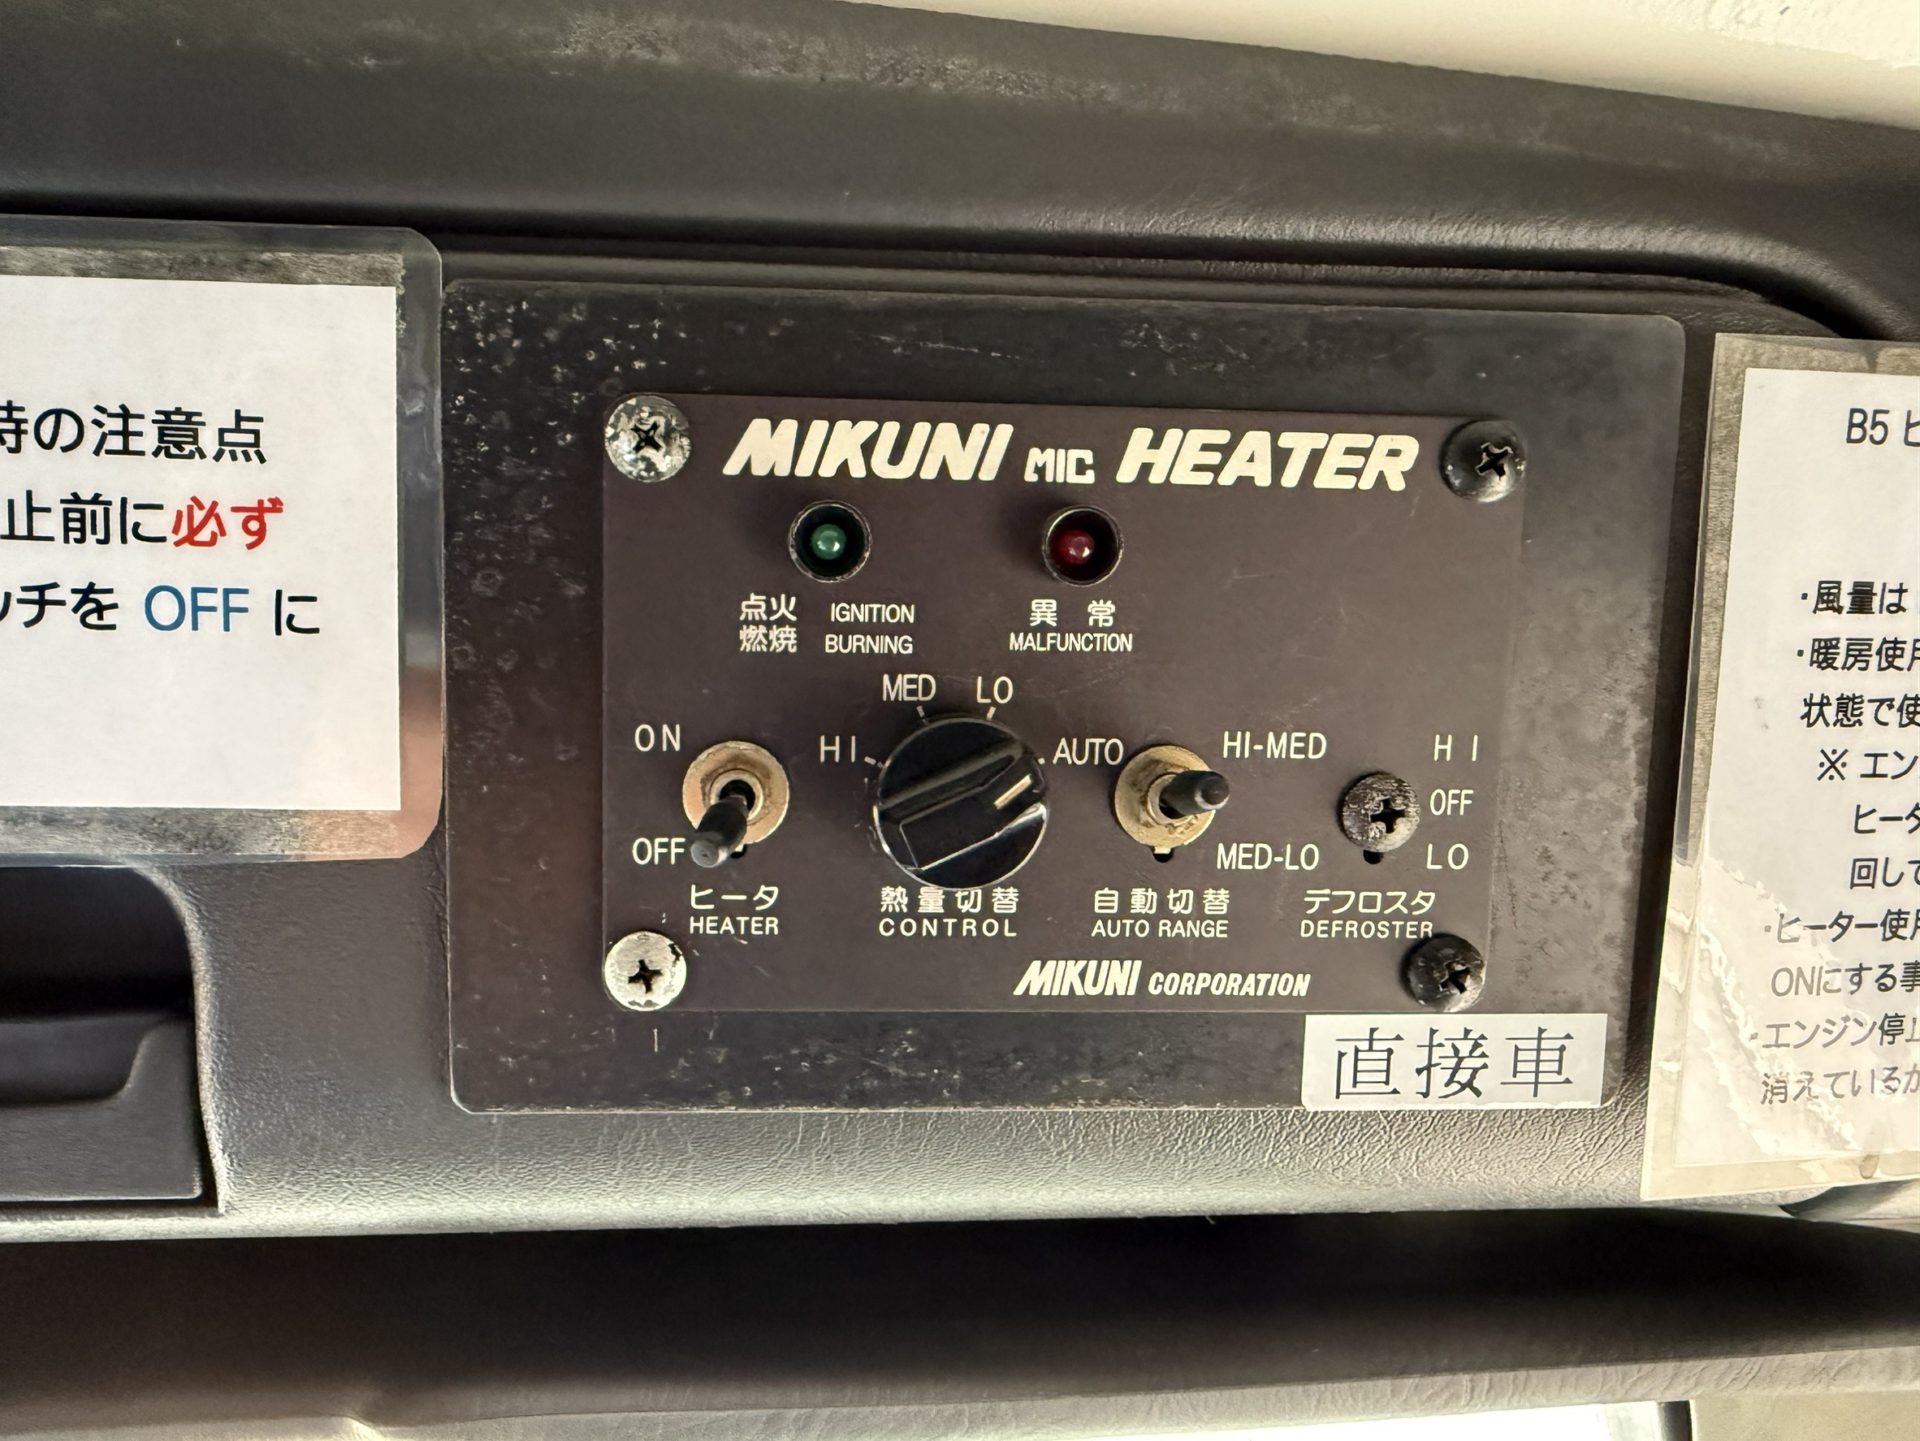 時の注意点
止前に必ず
ッチを OFF に
MIKUNI MIC HEATER
点火 IGNITION
燃焼 BURNING
異常
MALFUNCTION
MED LO
ON
OFF
HI
AUTO
HI-MED
MED-LO
HI
OFF
LO
ヒータ
HEATER
熱量切替
CONTROL
自動切替
AUTO RANGE
デフロスタ
DEFROSTER
MIKUNI CORPORATION
直接車
B5 ヒ
・風量は
・暖房使用
状態で使
※ エン
ヒータ
回して
・ヒーター使用
ONにする事
・エンジン停止
消えているか